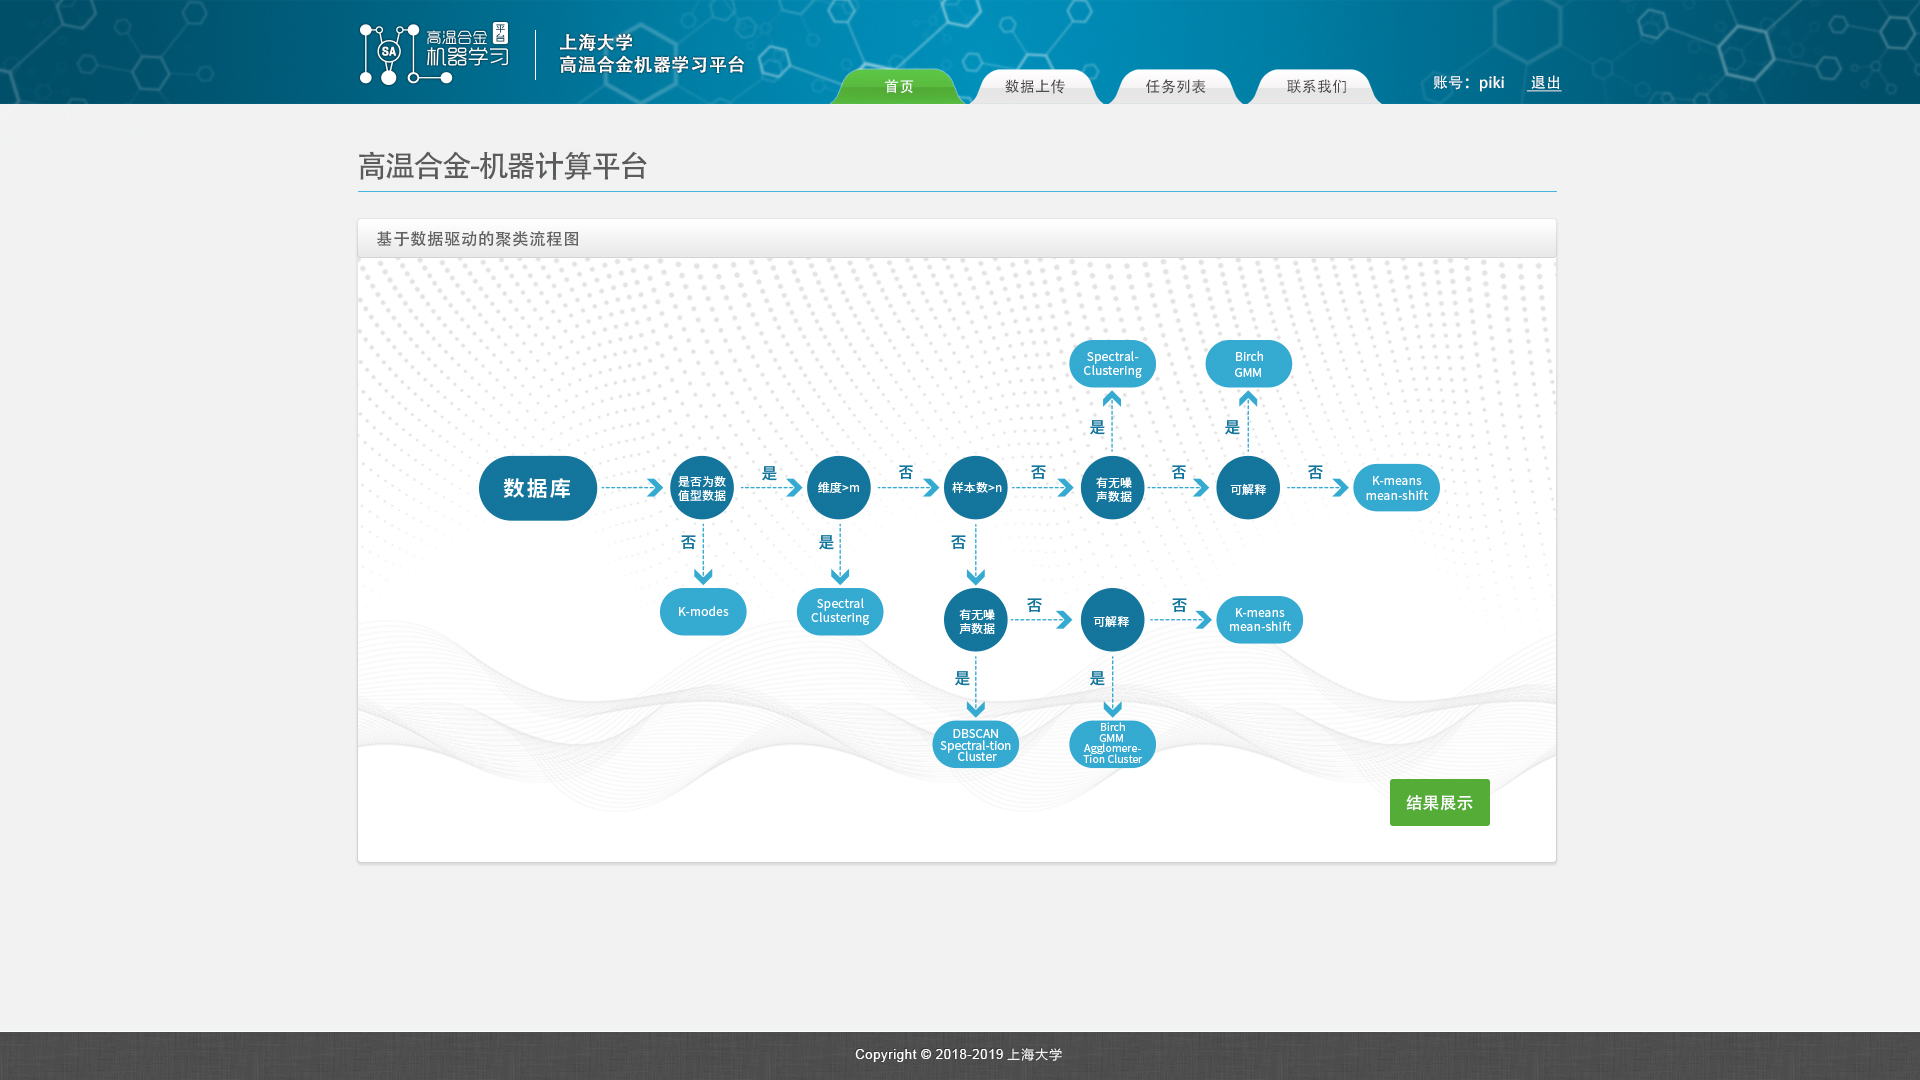 高温合金
平台
机器学习
SA
上海大学
高温合金机器学习平台
首页
数据上传
任务列表
联系我们
账号：piki
退出
高温合金-机器计算平台
基于数据驱动的聚类流程图
Spectral-
Clustering
Birch
GMM
是
是
数据库
是否为数
值型数据
是
维度>m
否
样本数>n
否
有无噪
声数据
否
可解释
否
K-means
mean-shift
否
是
否
K-modes
Spectral
Clustering
有无噪
声数据
否
可解释
否
K-means
mean-shift
是
是
DBSCAN
Spectral-tion
Cluster
Birch
GMM
Agglomere-
Tion Cluster
结果展示
Copyright © 2018-2019 上海大学